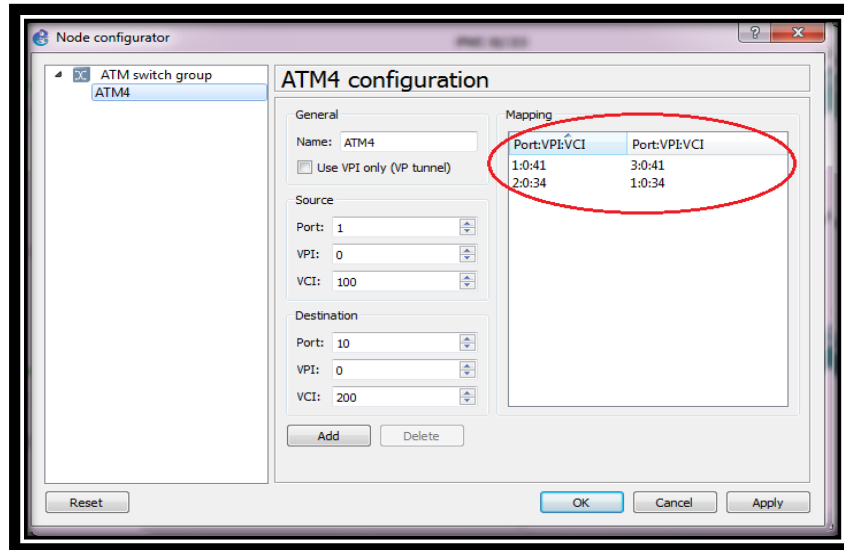 Node configurator
ATM switch group
ATM4
ATM4 configuration
General
Name: ATM4
Use VPI only (VP tunnel)
Source
Port: 1
VPI: 0
VCI: 100
Destination
Port: 10
VPI: 0
VCI: 200
Add Delete
Mapping
Port:VPI:VCI Port:VPI:VCI
1:0:41 3:0:41
2:0:34 1:0:34
Reset OK Cancel Apply